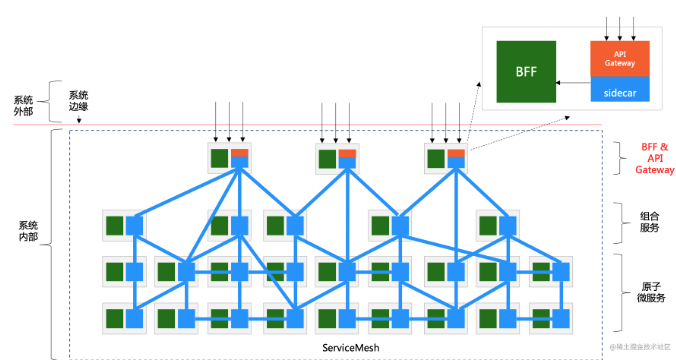 API
Gateway
BFF
sidecar
系统
外部
系统
边缘
BFF &
API
Gateway
系统
内部
组合
服务
原子
微服务
ServiceMesh
@稀土掘金技术社区